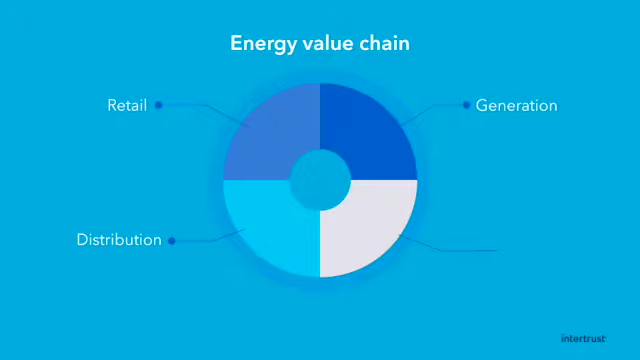 Energy value chain
Retail
Generation
Distribution
intertrust